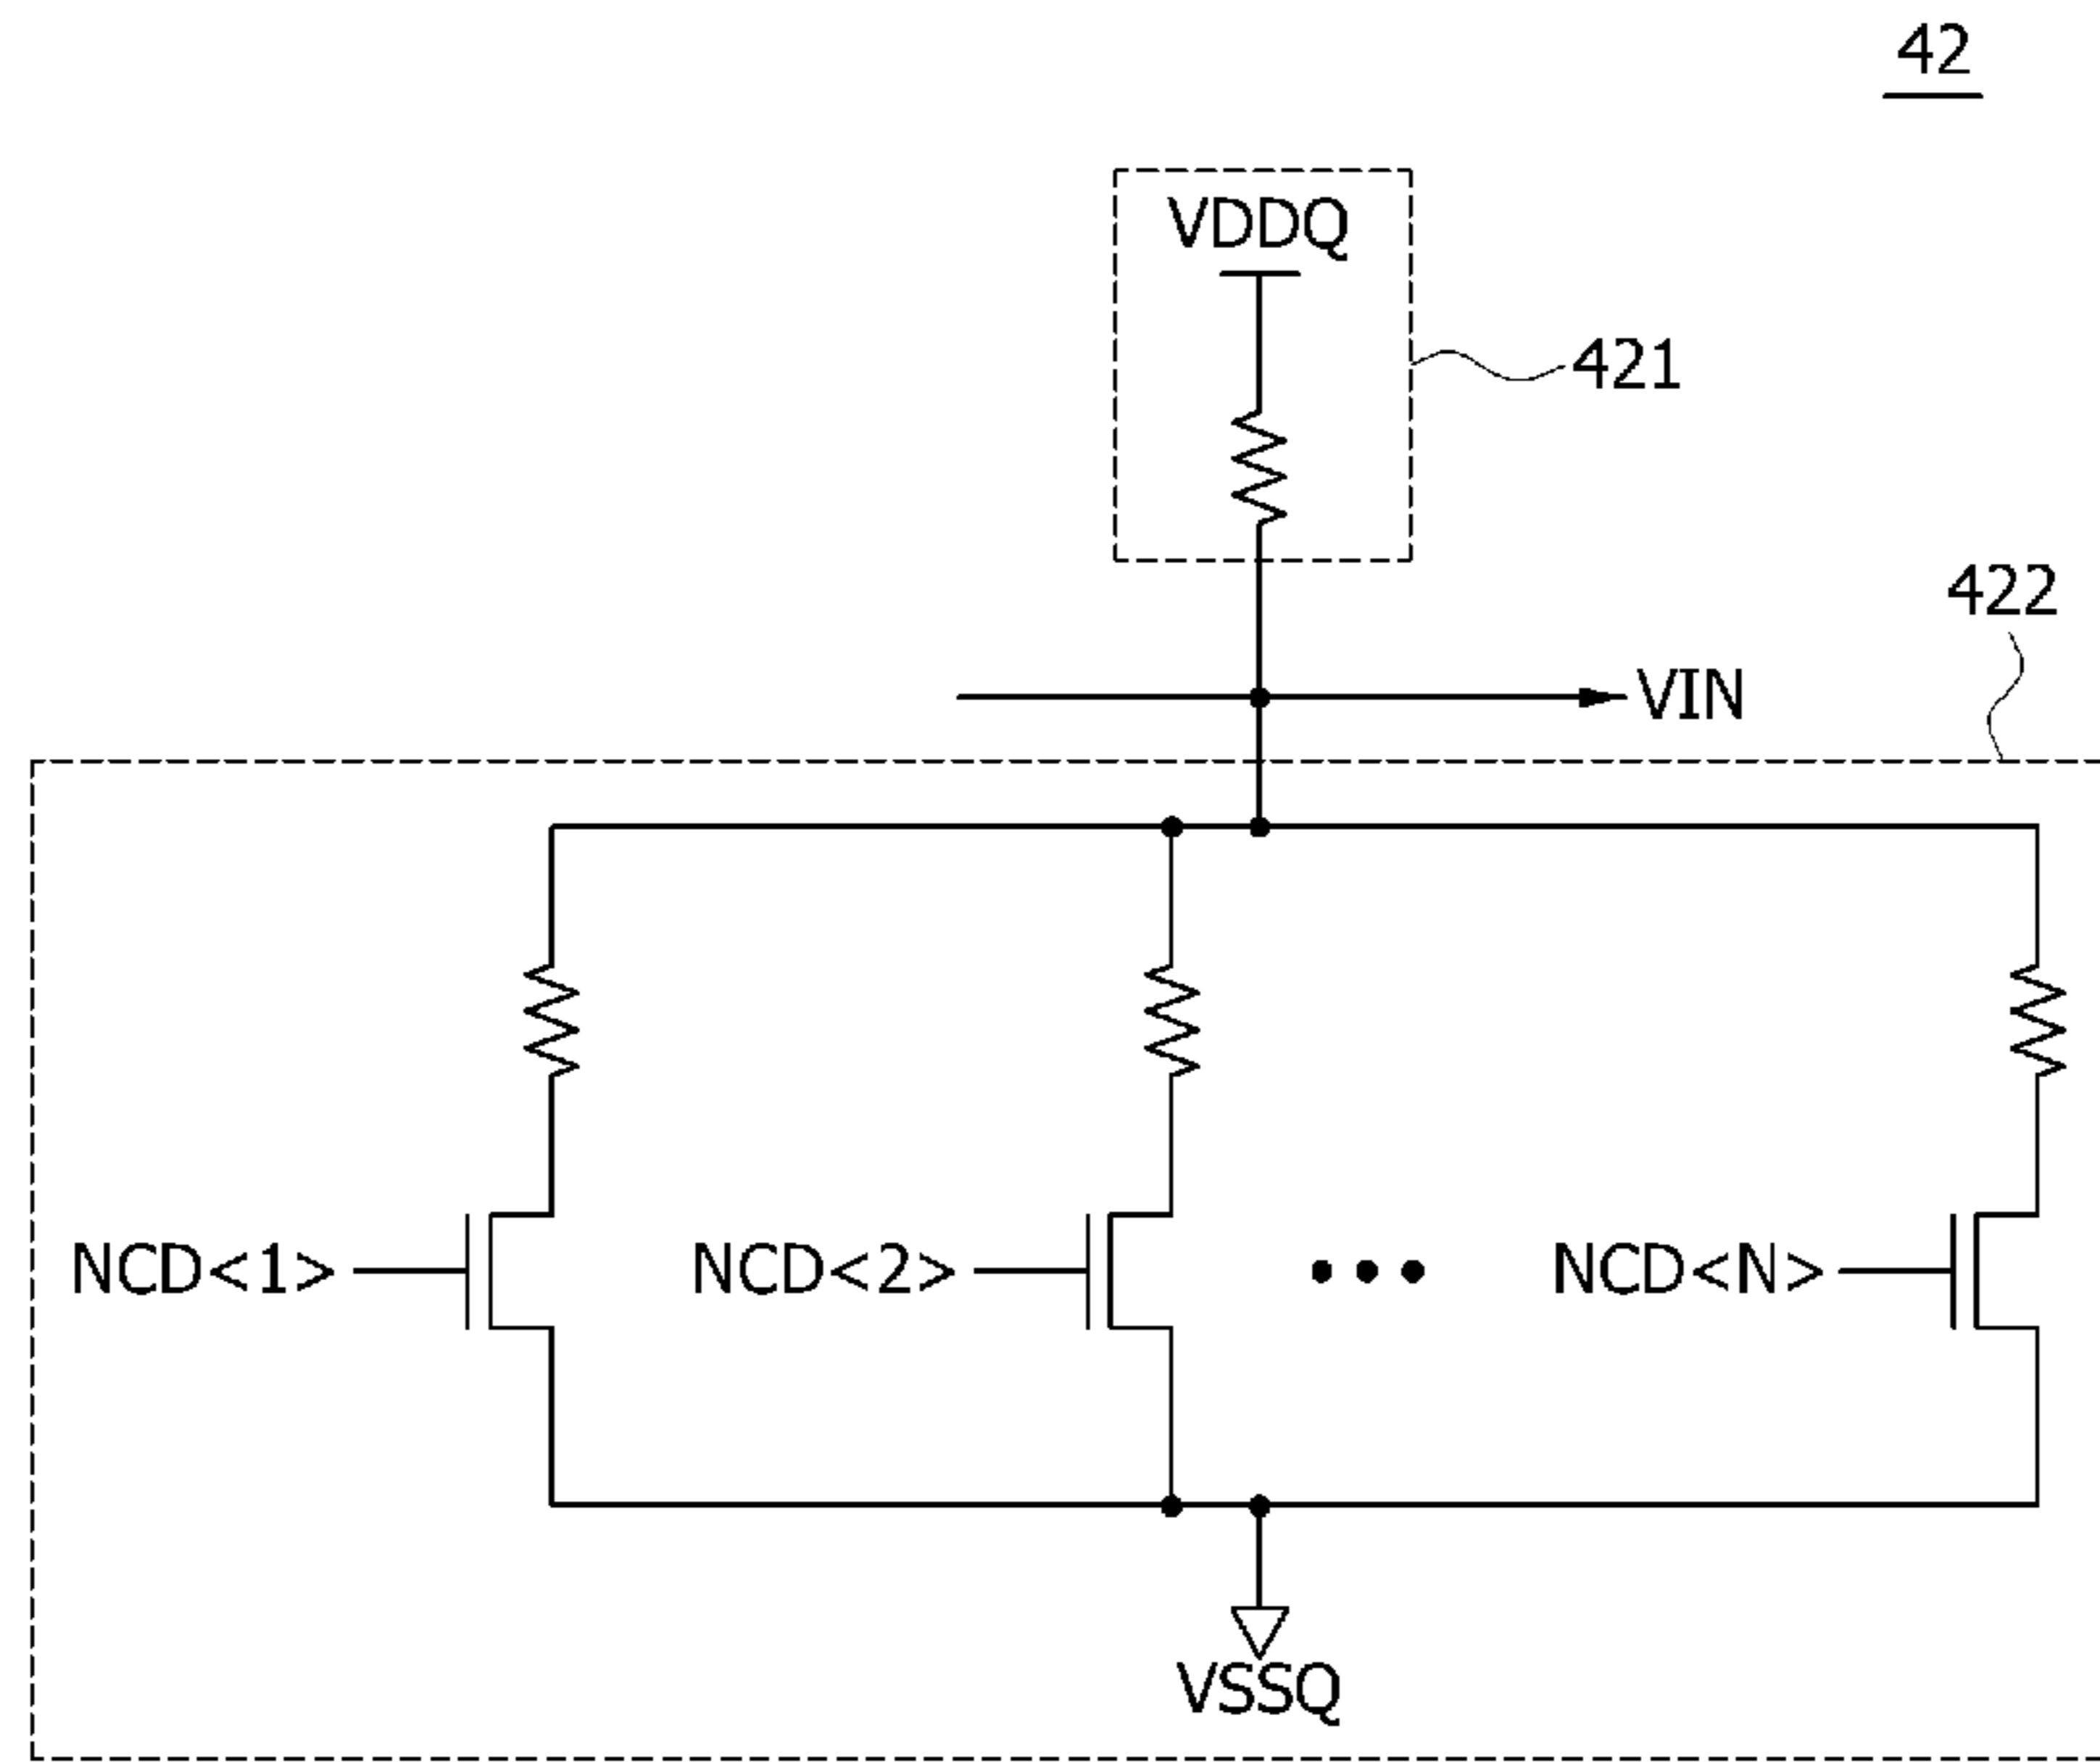 42
VDDQ
421
422
VIN
NCD<1> NCD<2> ••• NCD<N>
VSSQ